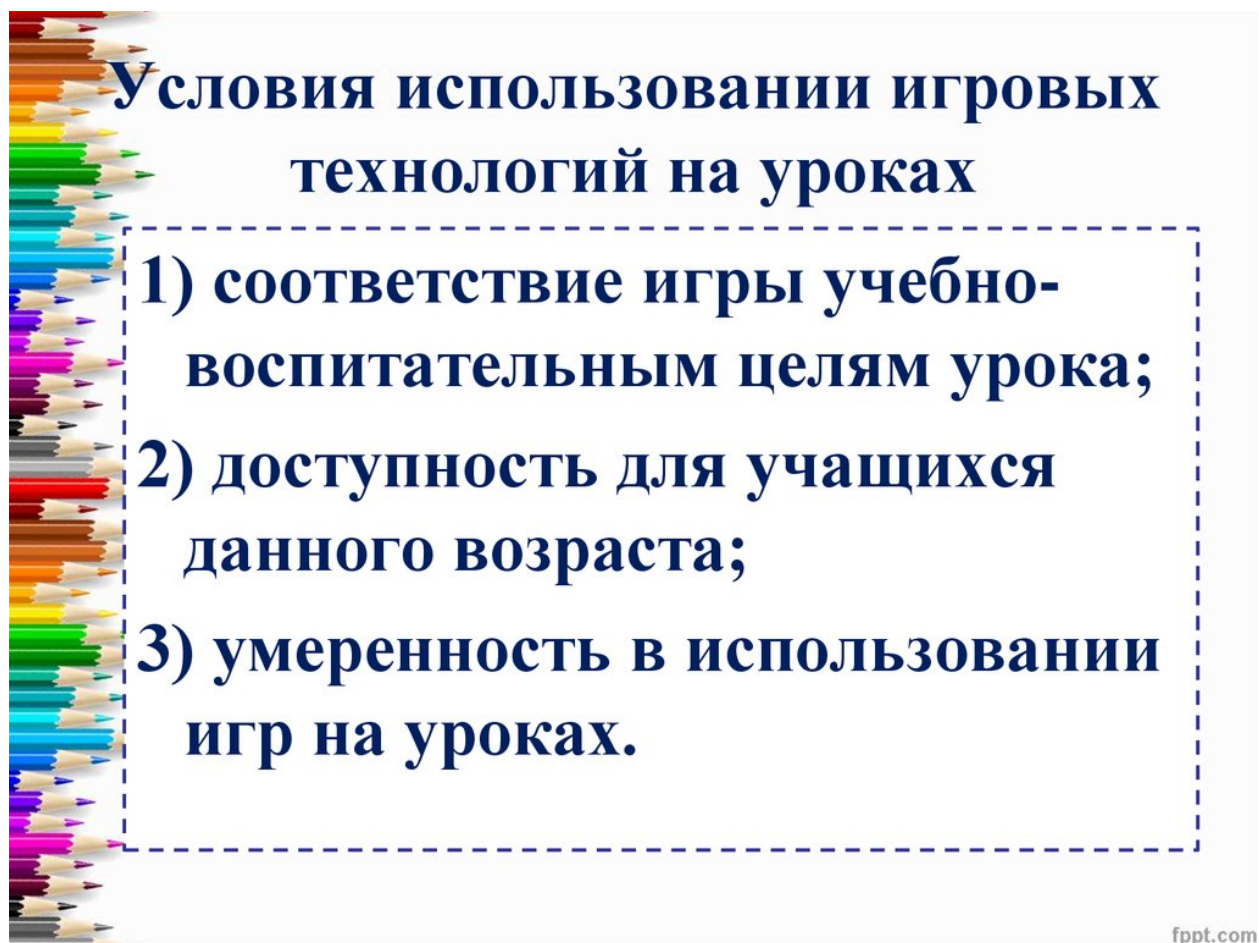 Условия использовании игровых
технологий на уроках
1) соответствие игры учебно-
воспитательным целям урока;
2) доступность для учащихся
данного возраста;
3) умеренность в использовании
игр на уроках.
fppt.com